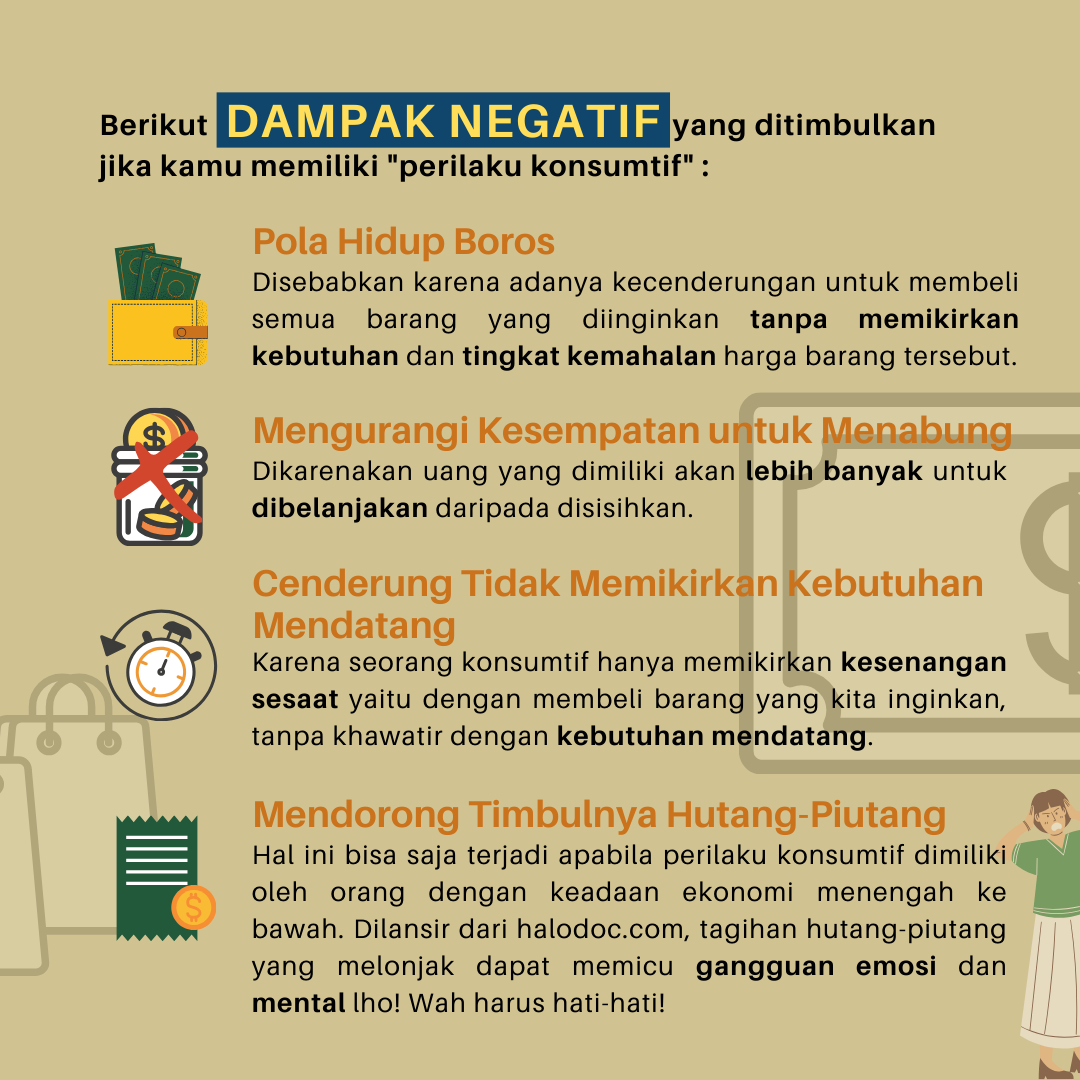 Berikut DAMPAK NEGATIF yang ditimbulkan
jika kamu memiliki "perilaku konsumtif" :
Pola Hidup Boros
Disebabkan karena adanya kecenderungan untuk membeli
semua barang yang diinginkan tanpa memikirkan
kebutuhan dan tingkat kemahalan harga barang tersebut.
Mengurangi Kesempatan untuk Menabung
Dikarenakan uang yang dimiliki akan lebih banyak untuk
dibelanjakan daripada disisihkan.
Cenderung Tidak Memikirkan Kebutuhan
Mendatang
Karena seorang konsumtif hanya memikirkan kesenangan
sesaat yaitu dengan membeli barang yang kita inginkan,
tanpa khawatir dengan kebutuhan mendatang.
Mendorong Timbulnya Hutang-Piutang
Hal ini bisa saja terjadi apabila perilaku konsumtif dimiliki
oleh orang dengan keadaan ekonomi menengah ke
bawah. Dilansir dari halodoc.com, tagihan hutang-piutang
yang melonjak dapat memicu gangguan emosi dan
mental lho! Wah harus hati-hati!